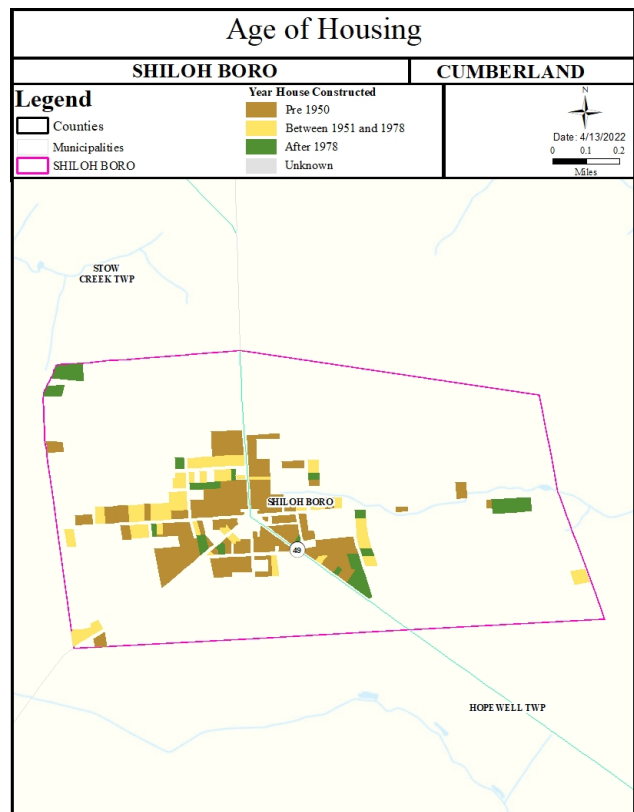 Age of Housing
SHILOH BORO
CUMBERLAND
Legend
Counties
Municipalities
SHILOH BORO
Year House Constructed
Pre 1950
Between 1951 and 1978
After 1978
Unknown
N
Date: 4/13/2022
0 0.1 0.2
Miles
STOW
CREEK TWP
SHILOH BORO
49
HOPEWELL TWP